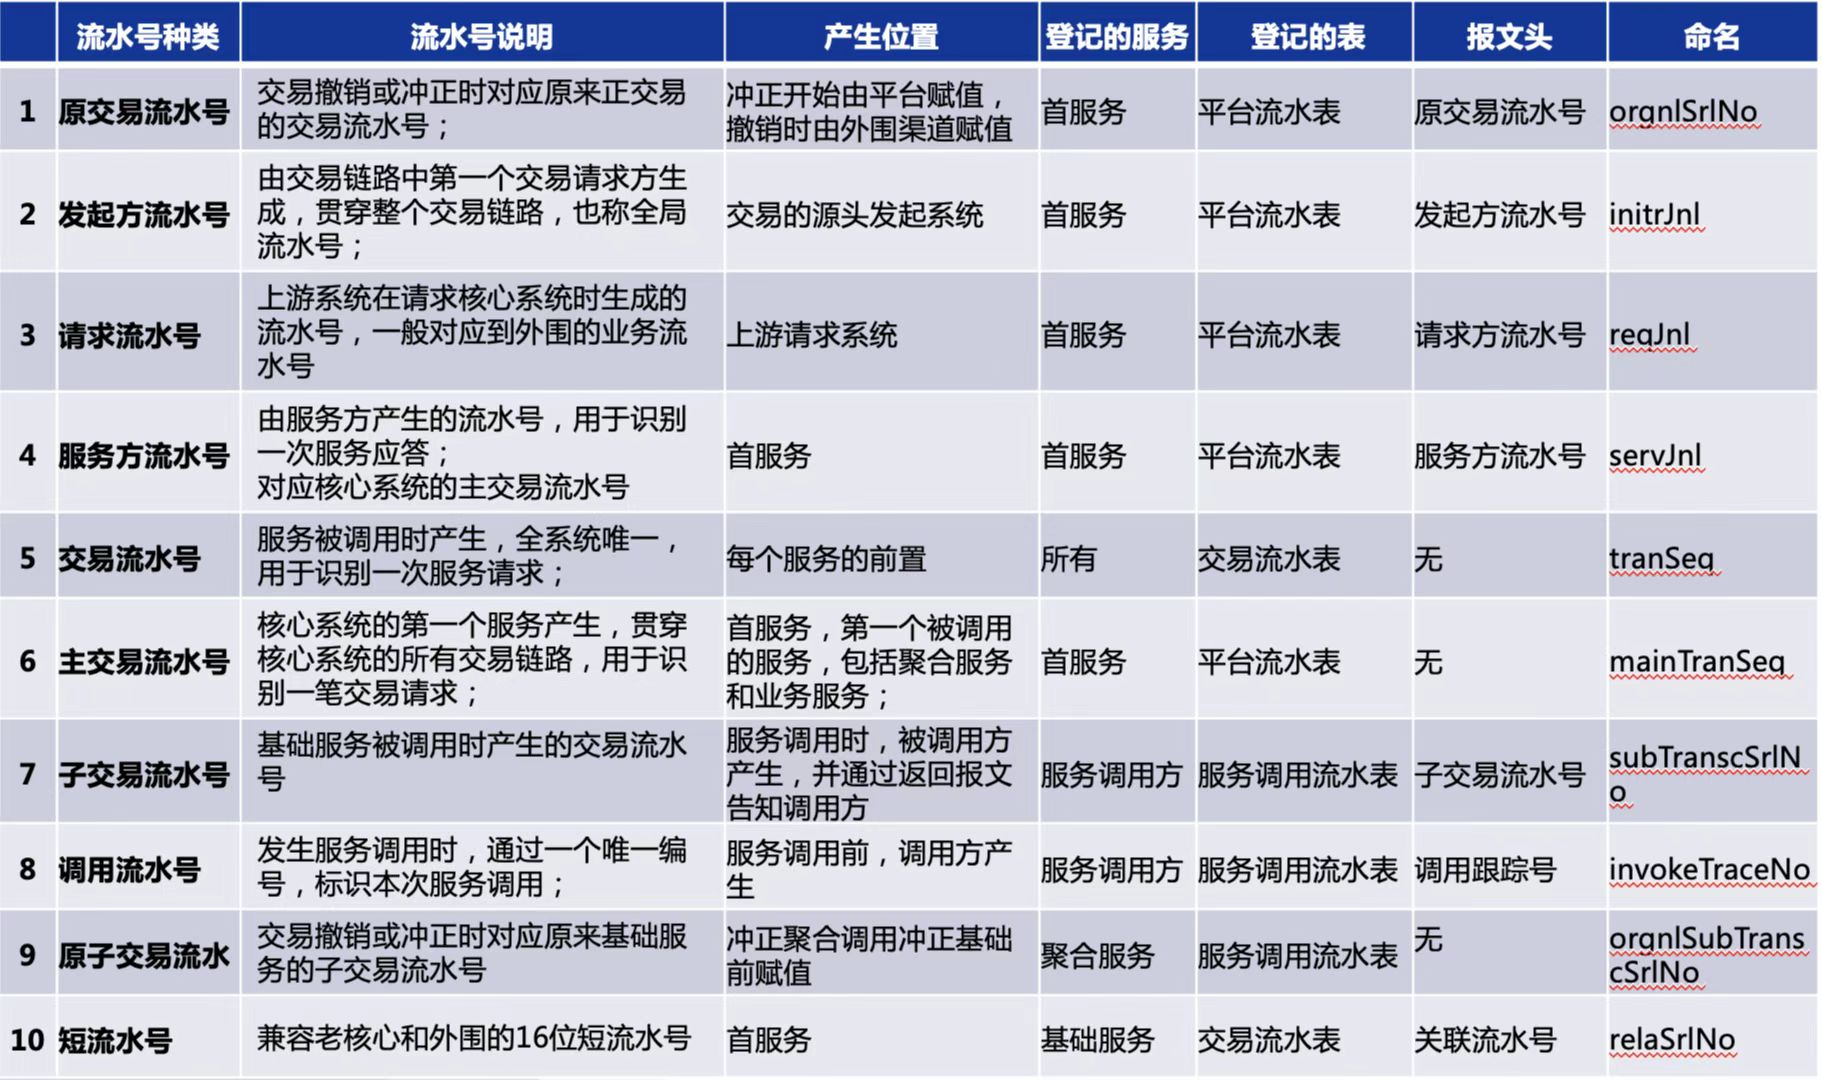 流水号种类 流水号说明 产生位置 登记的服务 登记的表 报文头 命名
1 原交易流水号
交易撤销或冲正时对应原来正交易
的交易流水号；
冲正开始由平台赋值，
撤销时由外围渠道赋值
首服务 平台流水表 原交易流水号 orgnlSrlNo
2 发起方流水号
由交易链路中第一个交易请求方生
成，贯穿整个交易链路，也称全局
流水号；
交易的源头发起系统 首服务 平台流水表 发起方流水号 initrJnl
3 请求流水号
上游系统在请求核心系统时生成的
流水号，一般对应到外围的业务流
水号
上游请求系统 首服务 平台流水表 请求方流水号 reqJnl
4 服务方流水号
由服务方产生的流水号，用于识别
一次服务应答；
对应核心系统的主交易流水号
首服务 首服务 平台流水表 服务方流水号 servJnl
5 交易流水号
服务被调用时产生，全系统唯一，
用于识别一次服务请求；
每个服务的前置 所有 交易流水表 无 tranSeq
6 主交易流水号
核心系统的第一个服务产生，贯穿
核心系统的所有交易链路，用于识
别一笔交易请求；
首服务，第一个被调用
的服务，包括聚合服务
和业务服务；
首服务 平台流水表 无 mainTranSeq
7 子交易流水号
基础服务被调用时产生的交易流水
号
服务调用时，被调用方
产生，并通过返回报文
告知调用方
服务调用方 服务调用流水表 子交易流水号 subTranscSrlN
o
8 调用流水号
发生服务调用时，通过一个唯一编
号，标识本次服务调用；
服务调用前，调用方产
生
服务调用方 服务调用流水表 调用跟踪号 invokeTraceNo
9 原子交易流水
交易撤销或冲正时对应原来基础服
务的子交易流水号
冲正聚合调用冲正基础
前赋值
聚合服务 服务调用流水表 无 orgnlSubTrans
cSrlNo
10 短流水号 兼容老核心和外围的16位短流水号 首服务 基础服务 交易流水表 关联流水号 relaSrlNo